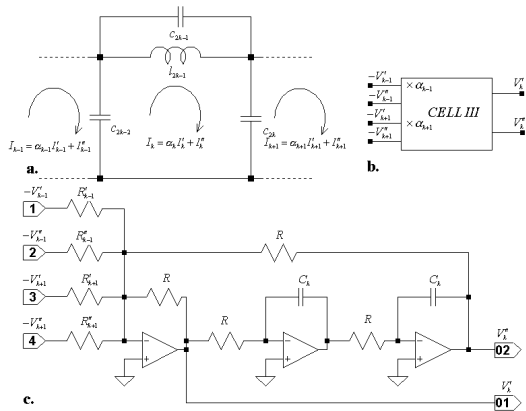 C₂ₖ₋₁
l₂ₖ₋₁
C₂ₖ₋₂
C₂ₖ
Iₖ₋₁=αₖ₋₁I'ₖ₋₁+I''ₖ₋₁
Iₖ=αₖI'ₖ+I''ₖ
Iₖ₊₁=αₖ₊₁I'ₖ₊₁+I''ₖ₊₁
a.
−V'ₖ₋₁
×αₖ₋₁
V'ₖ
−V''ₖ₋₁
CELL III
−V'ₖ₊₁
×αₖ₊₁
V''ₖ
−V''ₖ₊₁
b.
−V'ₖ₋₁
1
R'ₖ₋₁
−V''ₖ₋₁
2
R''ₖ₋₁
R
−V'ₖ₊₁
3
R'ₖ₊₁
R
Cₖ
Cₖ
−V''ₖ₊₁
4
R''ₖ₊₁
−
+
R
−
+
R
−
+
V''ₖ
02
V'ₖ
01
c.